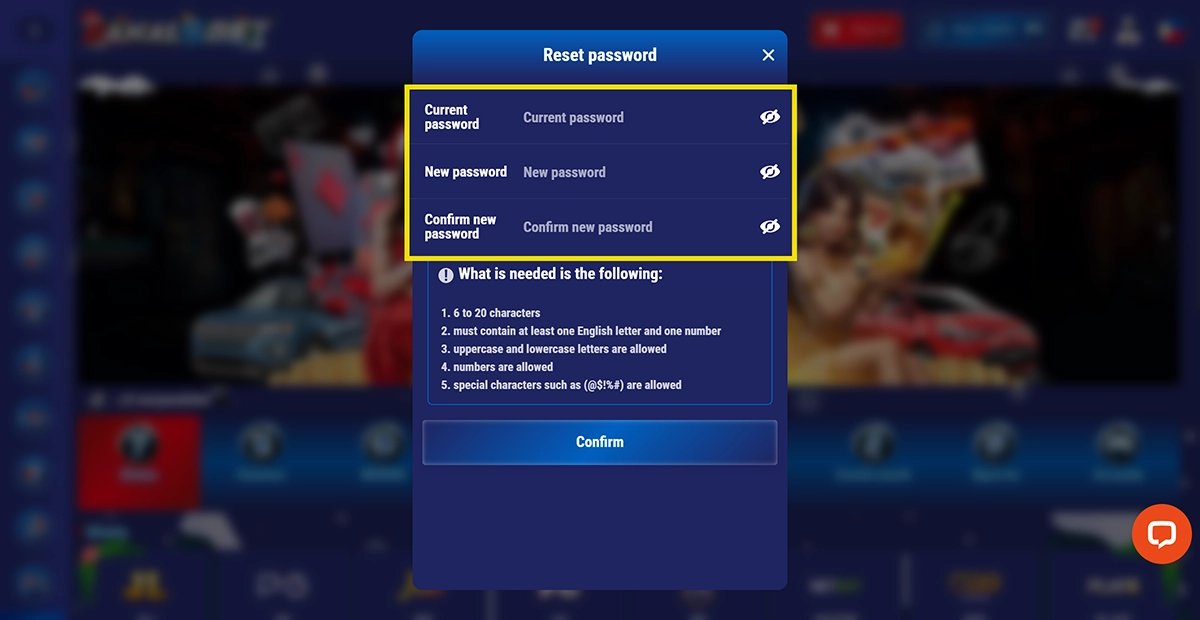 Reset password
Current
password
Current password
New password
New password
Confirm new
password
Confirm new password
What is needed is the following:
1. 6 to 20 characters
2. must contain at least one English letter and one number
3. uppercase and lowercase letters are allowed
4. numbers are allowed
5. special characters such as (@$!%#) are allowed
Confirm